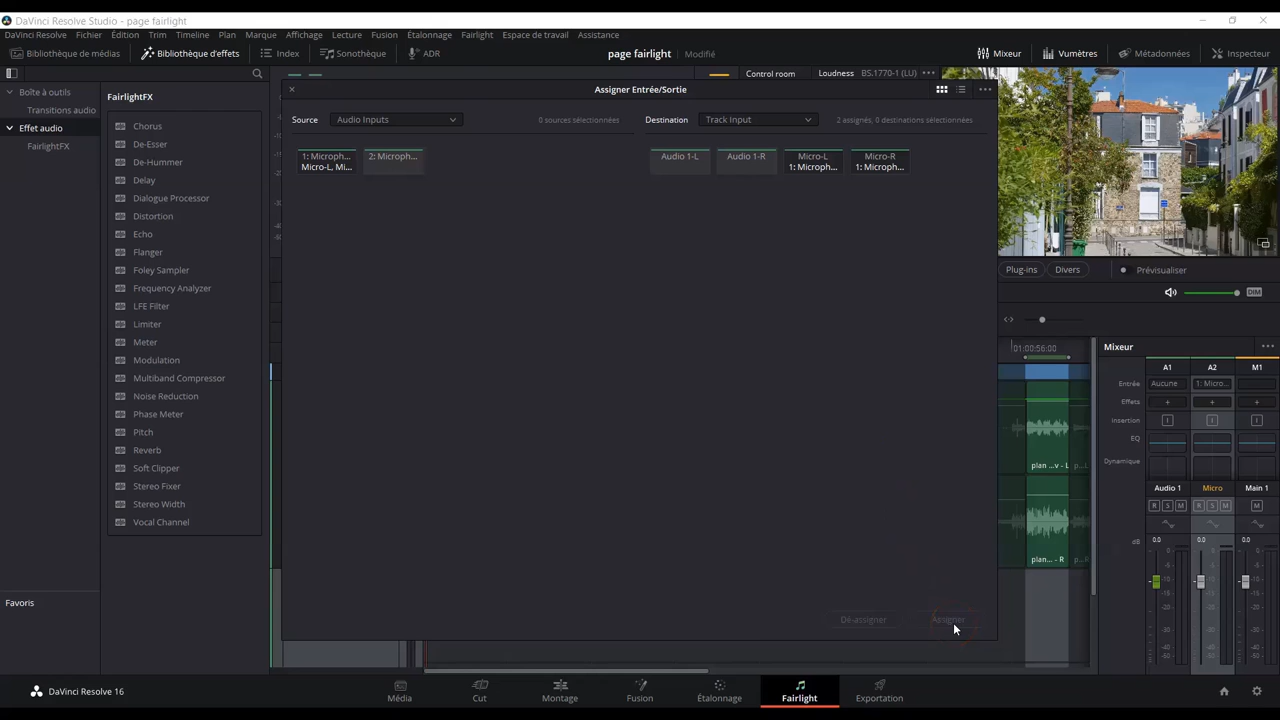 DaVinci Resolve Studio - page fairlight
DaVinci Resolve Fichier Édition Trim Timeline Plan Marque Affichage Lecture Fusion Étalonnage Fairlight Espace de travail Assistance
Bibliothèque de médias Bibliothèque d'effets Index Sonothèque ADR page fairlight Modifié Mixeur Vumètres Métadonnées Inspecteur
Control room Loudness BS.1770-1 (LU)
Boîte à outils
Transitions audio
Effet audio
FairlightFX
FairlightFX
Chorus
De-Esser
De-Hummer
Delay
Dialogue Processor
Distortion
Echo
Flanger
Foley Sampler
Frequency Analyzer
LFE Filter
Limiter
Meter
Modulation
Multiband Compressor
Noise Reduction
Phase Meter
Pitch
Reverb
Soft Clipper
Stereo Fixer
Stereo Width
Vocal Channel
Favoris
Assigner Entrée/Sortie
Source Audio Inputs 0 sources sélectionnées Destination Track Input 2 assignés, 0 destinations sélectionnées
1: Microph... 2: Microph... Audio 1-L Audio 1-R Micro-L Micro-R
Micro-L, Mi... 1: Microph... 1: Microph...
Dé-assigner Assigner
Plug-ins Divers Prévisualiser
DIM
01:00:56:00
plan ...v - L
plan... - R
Mixeur
A1 A2 M1
Entrée Aucune 1: Micro...
Effets + + +
Insertion
EQ
Dynamique
Audio 1 Micro Main 1
R S M R S M M
dB 0.0 0.0 0.0
DaVinci Resolve 16
Média Cut Montage Fusion Étalonnage Fairlight Exportation